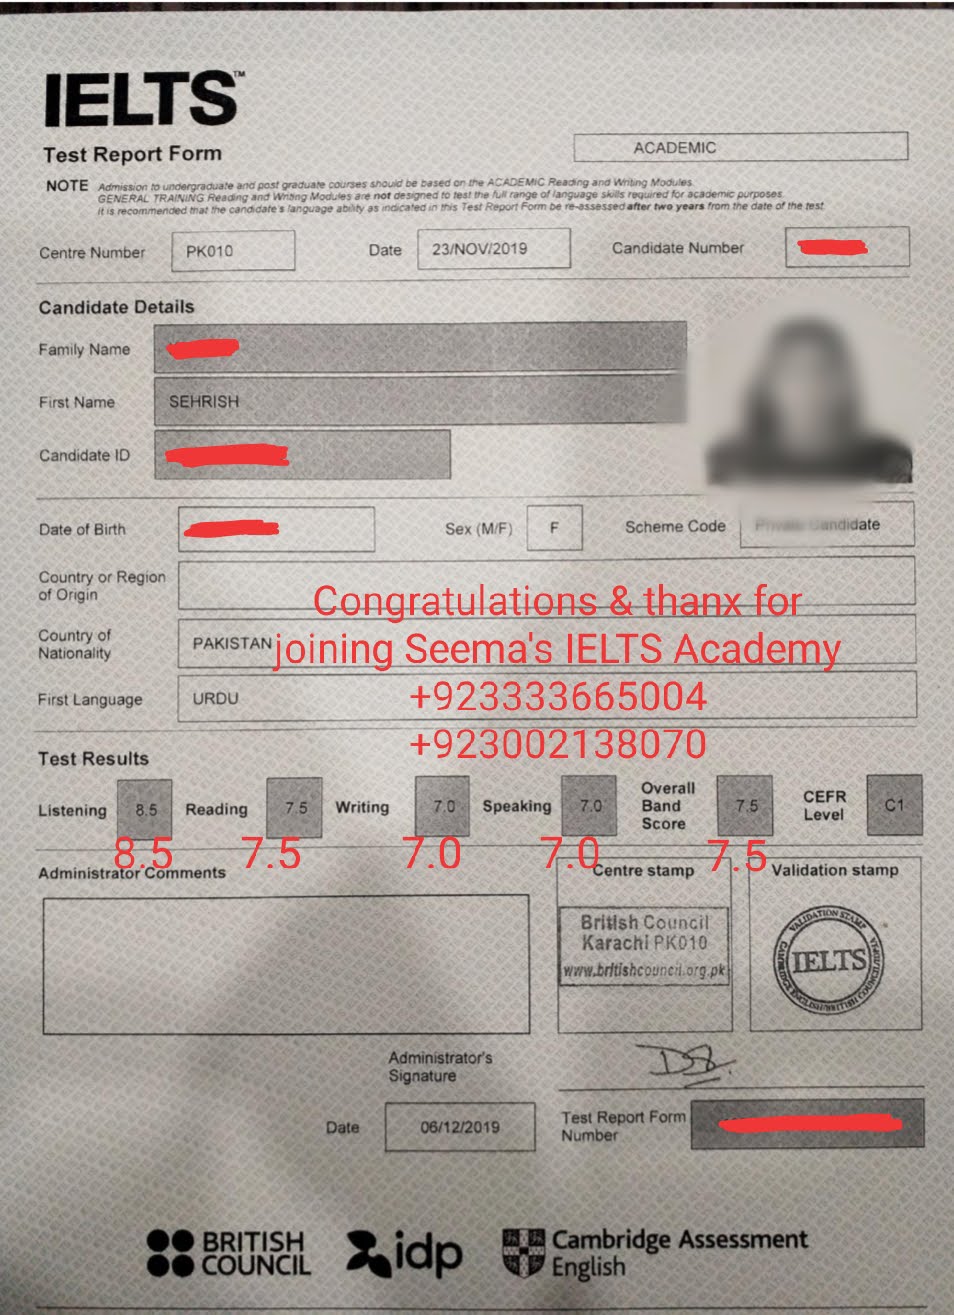 IELTS™
Test Report Form
ACADEMIC
NOTE Admission to undergraduate and post graduate courses should be based on the ACADEMIC Reading and Writing Modules.
GENERAL TRAINING Reading and Writing Modules are not designed to test the full range of language skills required for academic purposes.
It is recommended that the candidate's language ability as indicated in this Test Report Form be re-assessed after two years from the date of the test.
Centre Number PK010 Date 23/NOV/2019 Candidate Number
Candidate Details
Family Name
First Name SEHRISH
Candidate ID
Date of Birth Sex (M/F) F Scheme Code Private Candidate
Country or Region
of Origin
Congratulations & thanx for
Country of
Nationality PAKISTAN
joining Seema's IELTS Academy
First Language URDU
+923333665004
+923002138070
Test Results
Listening 8.5 Reading 7.5 Writing 7.0 Speaking 7.0 Overall Band Score 7.5 CEFR Level C1
8.5 7.5 7.0 7.0 7.5
Administrator Comments Centre stamp Validation stamp
British Council
Karachi PK010
www.britishcouncil.org.pk
VALIDATION STAMP
IELTS
Administrator's
Signature
Date 06/12/2019
Test Report Form
Number
BRITISH
COUNCIL
idp
Cambridge Assessment
English